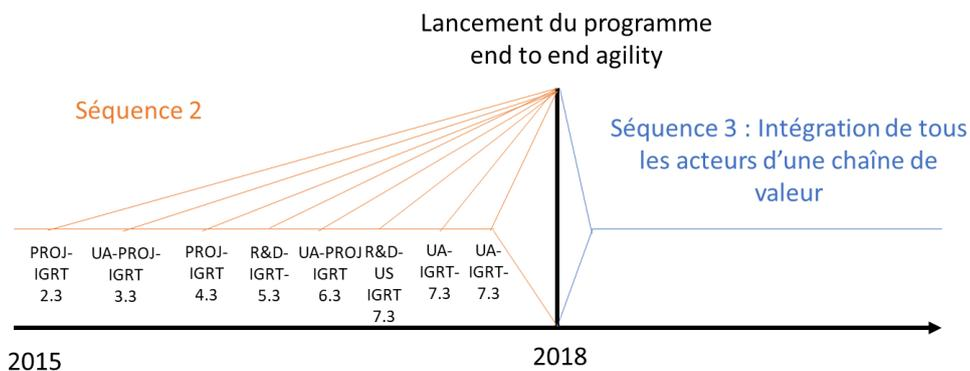 Lancement du programme
end to end agility
Séquence 2
Séquence 3 : Intégration de tous
les acteurs d'une chaîne de
valeur
PROJ-
IGRT
2.3
UA-PROJ-
IGRT
3.3
PROJ-
IGRT
4.3
R&D-
IGRT-
5.3
UA-PROJ
IGRT
6.3
R&D-
US
IGRT
7.3
UA-
IGRT-
7.3
UA-
IGRT-
7.3
2015
2018